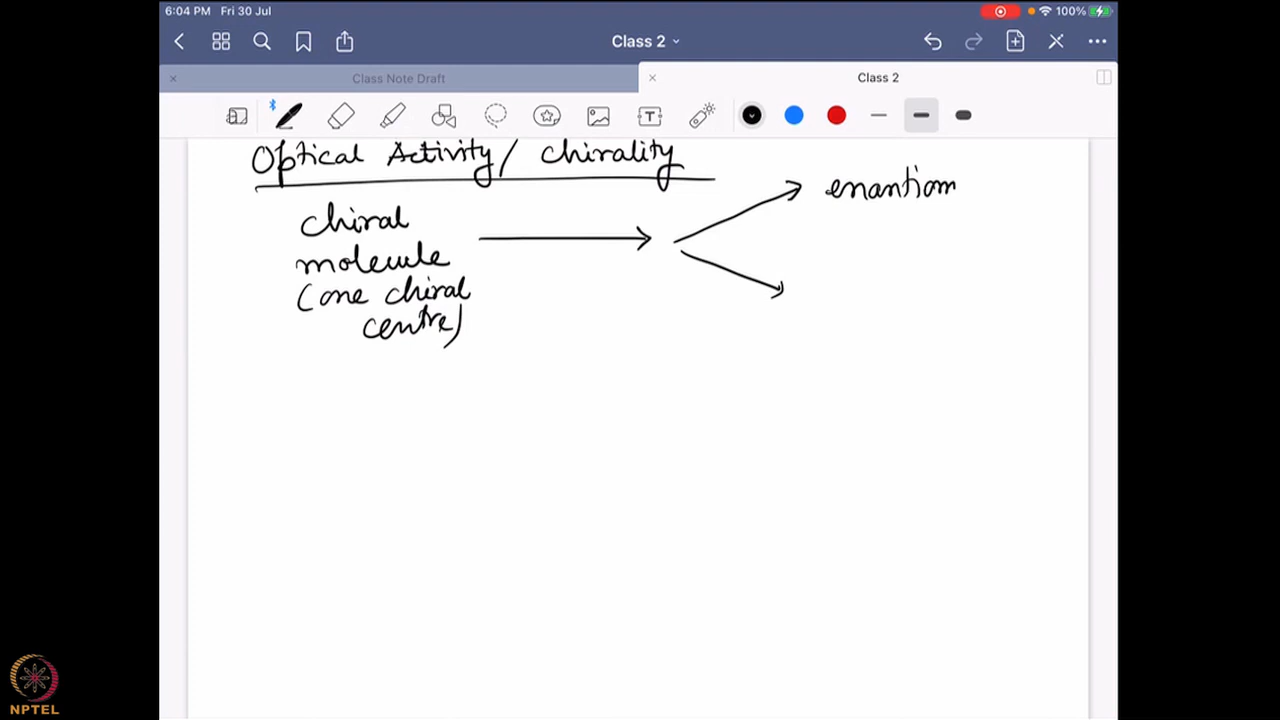 6:04 PM Fri 30 Jul
100%
Class 2
Class Note Draft
Class 2
Optical Activity/ Chirality
enantiom
chiral
molecule
(one chiral
centre)
NPTEL